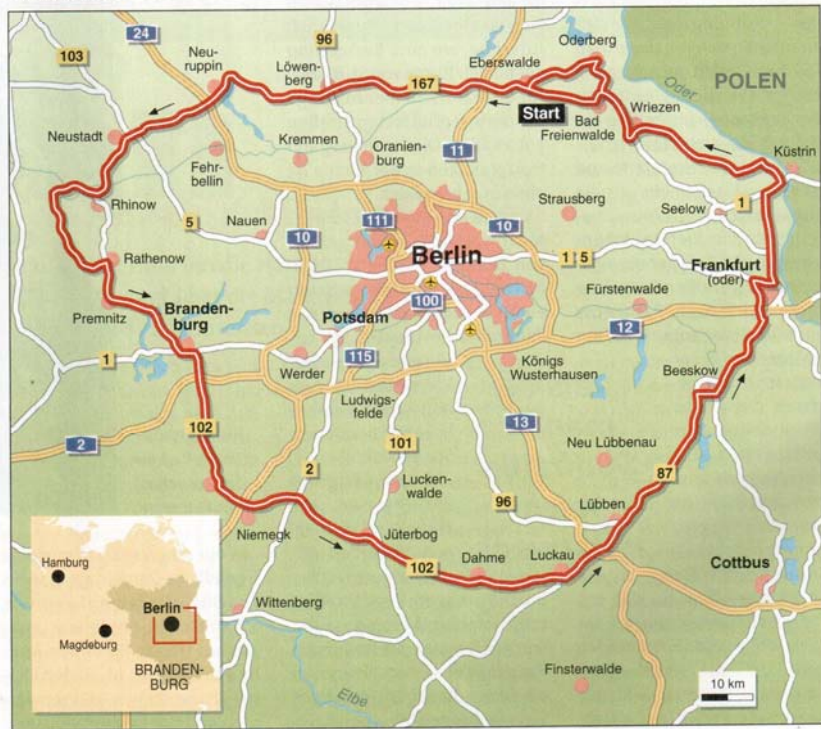 24
96
103
Neu-
ruppin
Löwen-
berg
167
Eberswalde
Oderberg
Oder
POLEN
Start
Bad
Freienwalde
Wriezen
Neustadt
Kremmen
Oranien-
burg
11
Küstrin
Fehr-
bellin
Rhinow
5
Nauen
10
111
Strausberg
Seelow
1
10
Berlin
1
5
Rathenow
Frankfurt
(oder)
Premnitz
Branden-
burg
Potsdam
100
Fürstenwalde
12
1
Werder
115
Königs
Wusterhausen
Beeskow
Ludwigs-
felde
2
102
101
13
Neu Lübbenau
2
87
Lucken-
walde
96
Lübben
Niemegk
Jüterbog
102
Dahme
Luckau
Cottbus
Hamburg
Berlin
Magdeburg
BRANDEN-
BURG
Wittenberg
Elbe
Finsterwalde
10 km